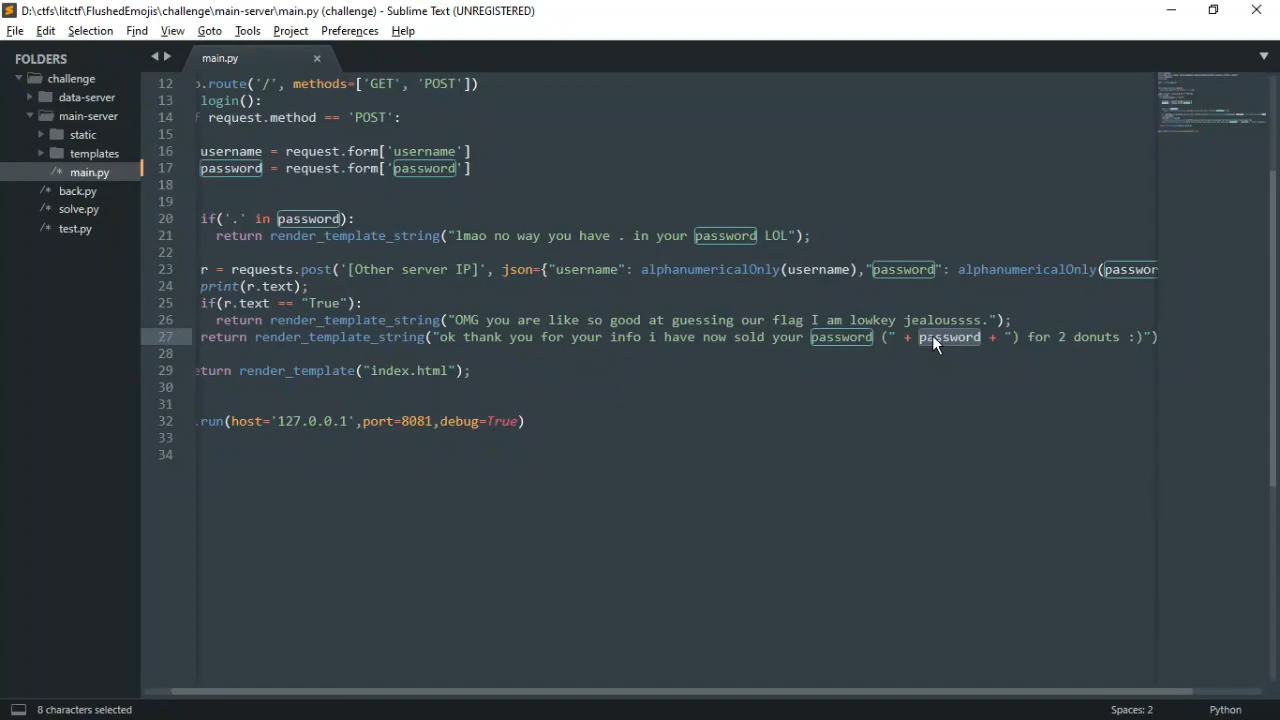 D:\ctfs\litctf\FlushedEmojis\challenge\main-server\main.py (challenge) - Sublime Text (UNREGISTERED)
File Edit Selection Find View Goto Tools Project Preferences Help
FOLDERS
challenge
data-server
main-server
static
templates
/* main.py
/* back.py
/* solve.py
/* test.py
main.py
12 .route('/', methods=['GET', 'POST'])
13 login():
14 request.method == 'POST':
15
16 username = request.form['username']
17 password = request.form['password']
18
19
20 if('.' in password):
21 return render_template_string("lmao no way you have . in your password LOL");
22
23 r = requests.post('[Other server IP]', json={"username": alphanumericalOnly(username),"password": alphanumericalOnly(passwor
24 print(r.text);
25 if(r.text == "True"):
26 return render_template_string("OMG you are like so good at guessing our flag I am lowkey jealoussss.");
27 return render_template_string("ok thank you for your info i have now sold your password (" + password + ") for 2 donuts :)")
28
29 eturn render_template("index.html");
30
31
32 .run(host='127.0.0.1',port=8081,debug=True)
33
34
8 characters selected
Spaces: 2
Python